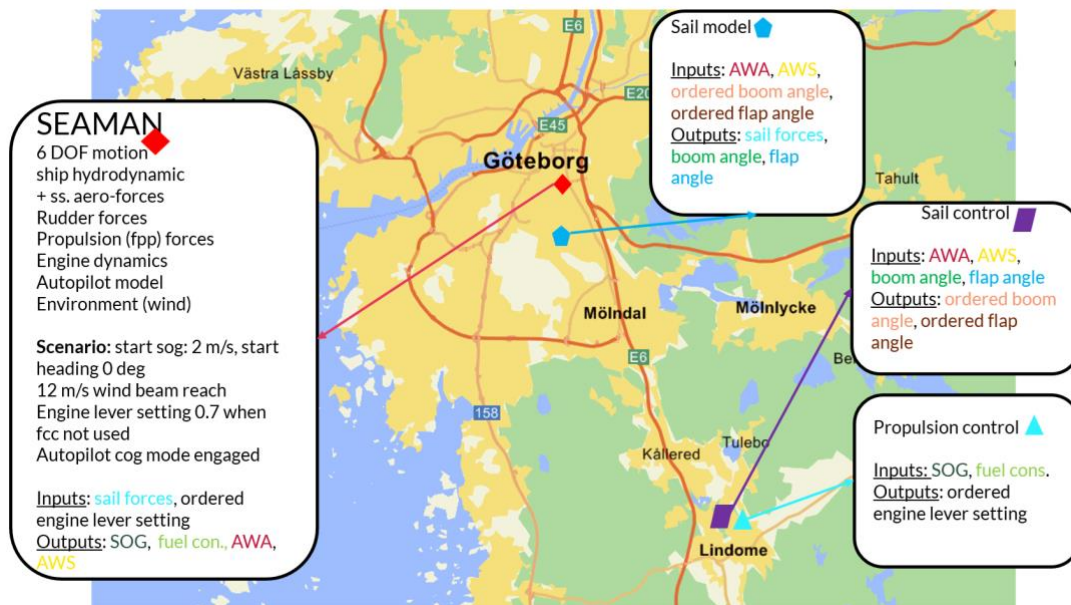 SEAMAN
6 DOF motion
ship hydrodynamic
+ ss. aero-forces
Rudder forces
Propulsion (fpp) forces
Engine dynamics
Autopilot model
Environment (wind)
Scenario: start sog: 2 m/s, start
heading 0 deg
12 m/s wind beam reach
Engine lever setting 0.7 when
fcc not used
Autopilot cog mode engaged
Inputs: sail forces, ordered
engine lever setting
Outputs: SOG, fuel con., AWA,
AWS
Västra Låssby
E6
E20
E45
Göteborg
Mölndal
Mölnlycke
Tahult
E6
158
Kållered
Tulebo
Lindome
Sail model
Inputs: AWA, AWS,
ordered boom angle,
ordered flap angle
Outputs: sail forces,
boom angle, flap
angle
Sail control
Inputs: AWA, AWS,
boom angle, flap angle
Outputs: ordered boom
angle, ordered flap
angle
Propulsion control
Inputs: SOG, fuel cons.
Outputs: ordered
engine lever setting